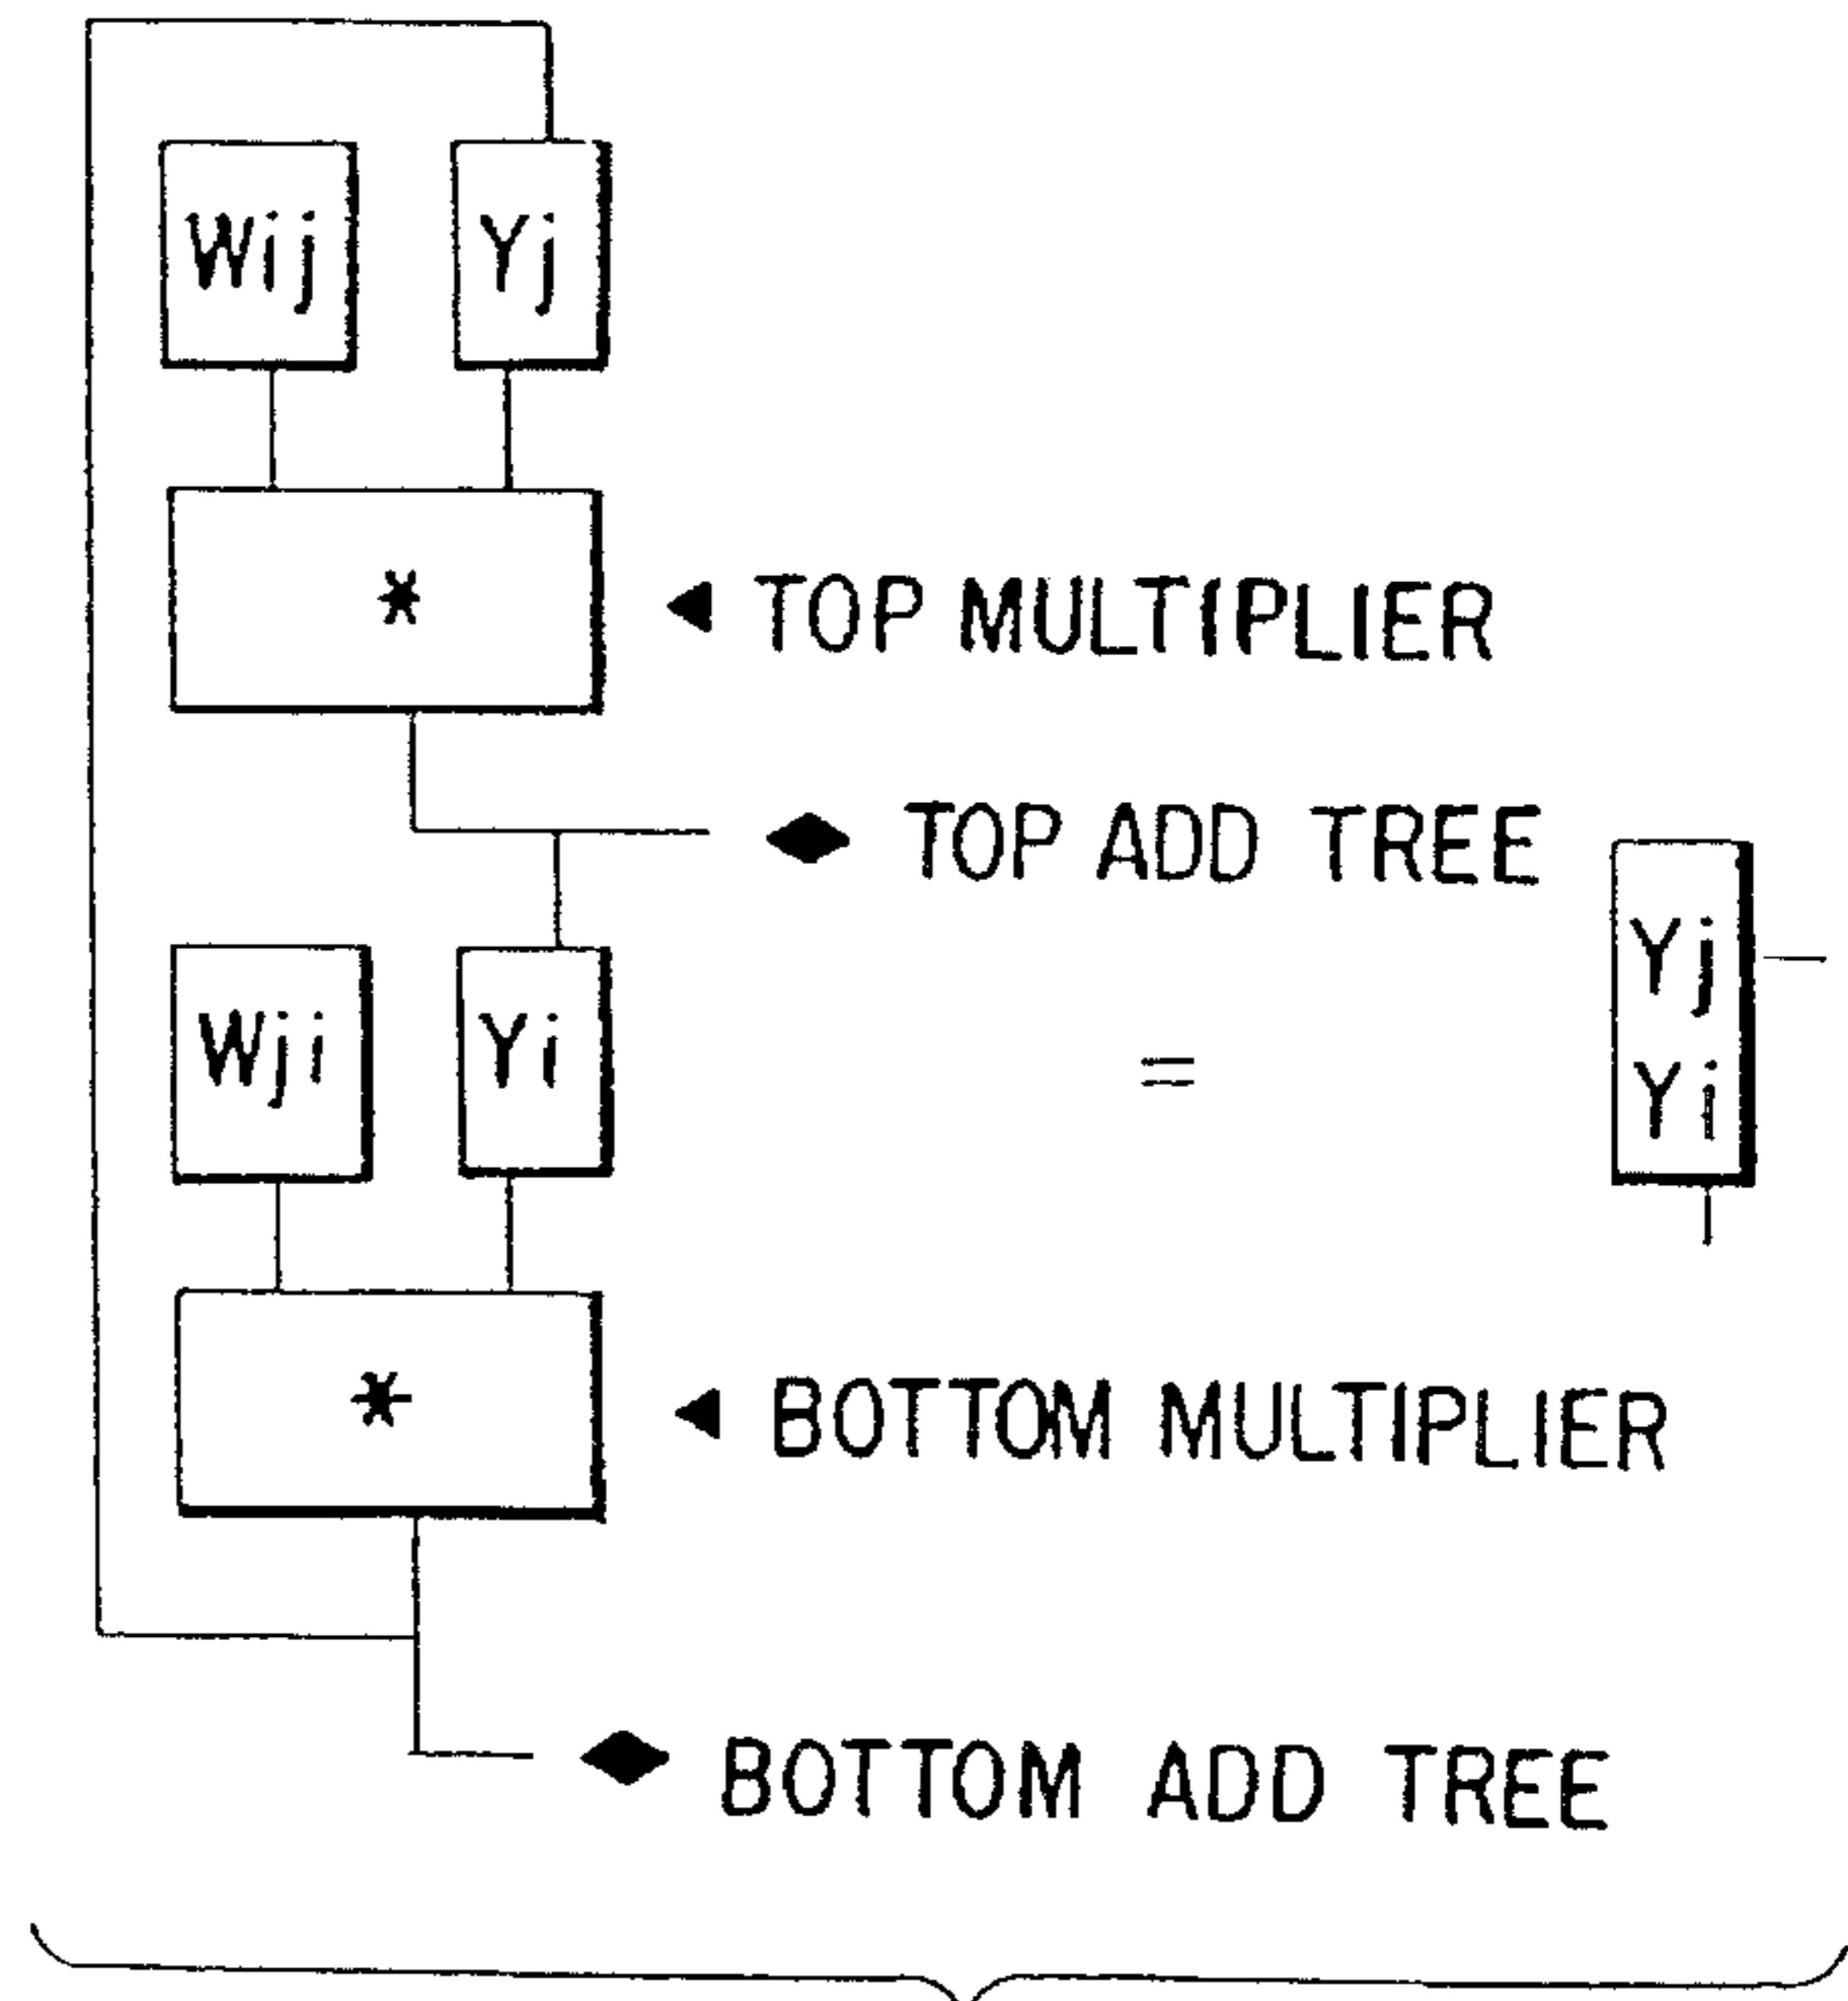 Wij Yj
*
TOP MULTIPLIER
TOP ADD TREE
Wji Yi
=
Yj
Yi
*
BOTTOM MULTIPLIER
BOTTOM ADD TREE